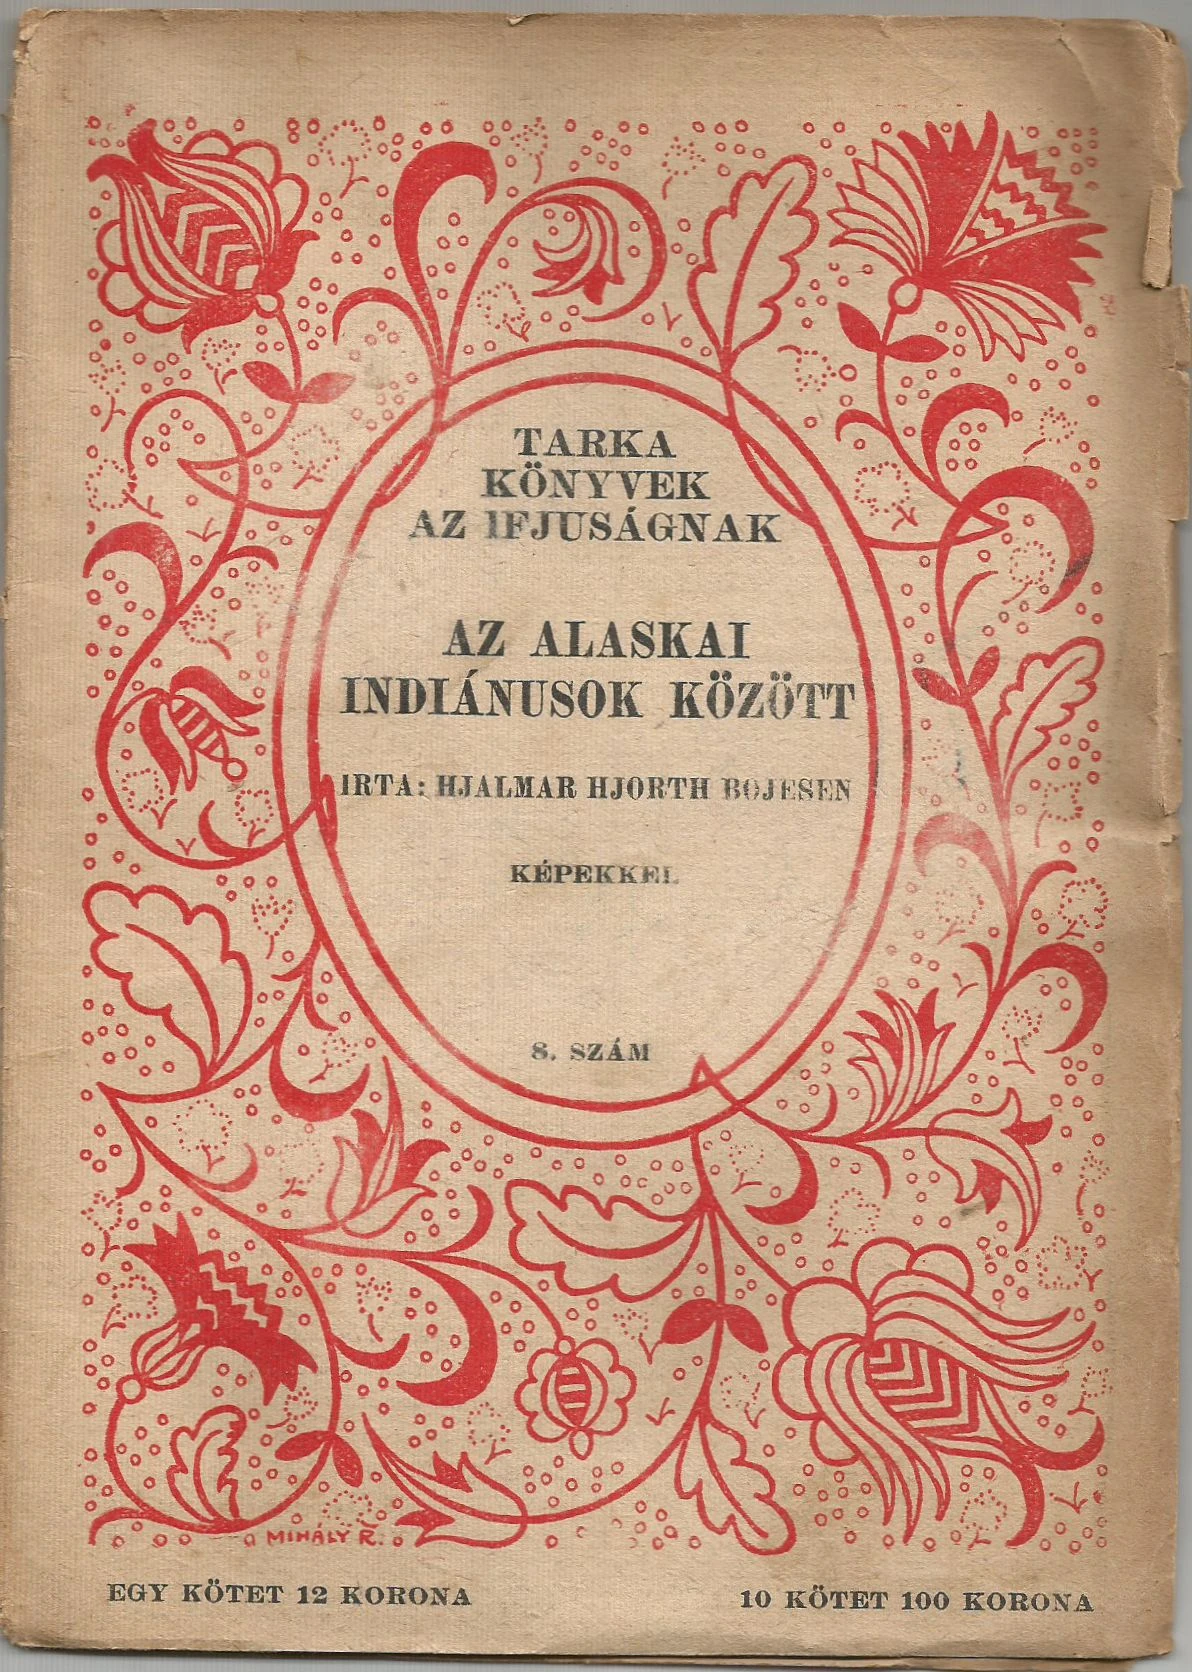 TARKA
KÖNYVEK
AZ IFJUSÁGNAK
AZ ALASKAI
INDIÁNUSOK KÖZÖTT
IRTA: HJALMAR HJORTH BOJESEN
KÉPEKKEL
8. SZÁM
MIHÁLY R.
EGY KÖTET 12 KORONA
10 KÖTET 100 KORONA